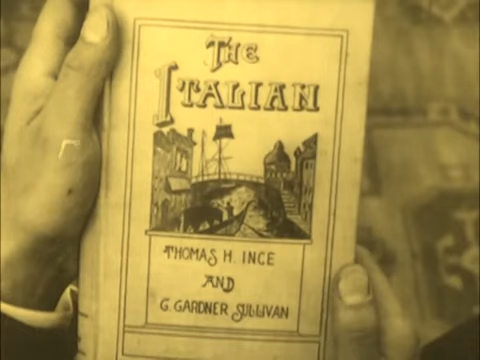 THE
ITALIAN
THOMAS H. INCE
AND
G. GARDNER SULLIVAN